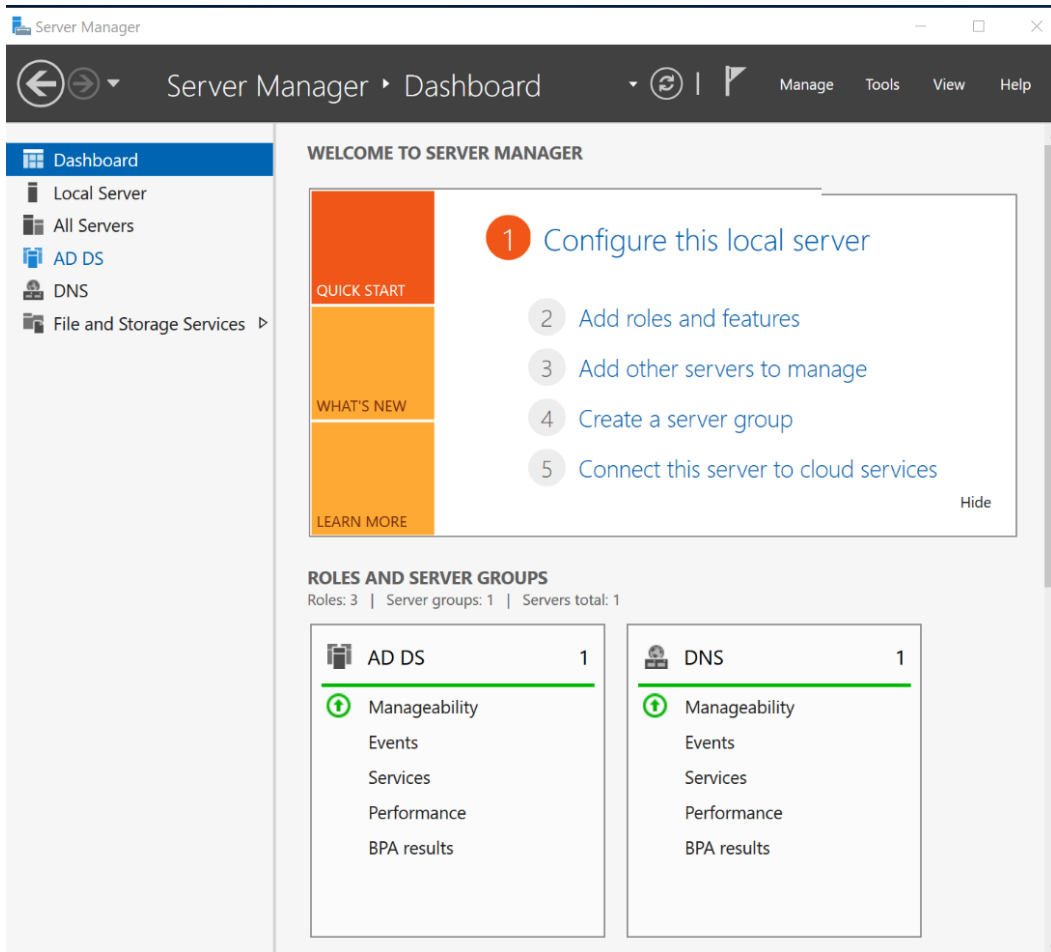 Server Manager
Server Manager ‣ Dashboard
Manage Tools View Help
Dashboard
Local Server
All Servers
AD DS
DNS
File and Storage Services
WELCOME TO SERVER MANAGER
QUICK START
WHAT'S NEW
LEARN MORE
1 Configure this local server
2 Add roles and features
3 Add other servers to manage
4 Create a server group
5 Connect this server to cloud services
Hide
ROLES AND SERVER GROUPS
Roles: 3 | Server groups: 1 | Servers total: 1
AD DS 1
Manageability
Events
Services
Performance
BPA results
DNS 1
Manageability
Events
Services
Performance
BPA results